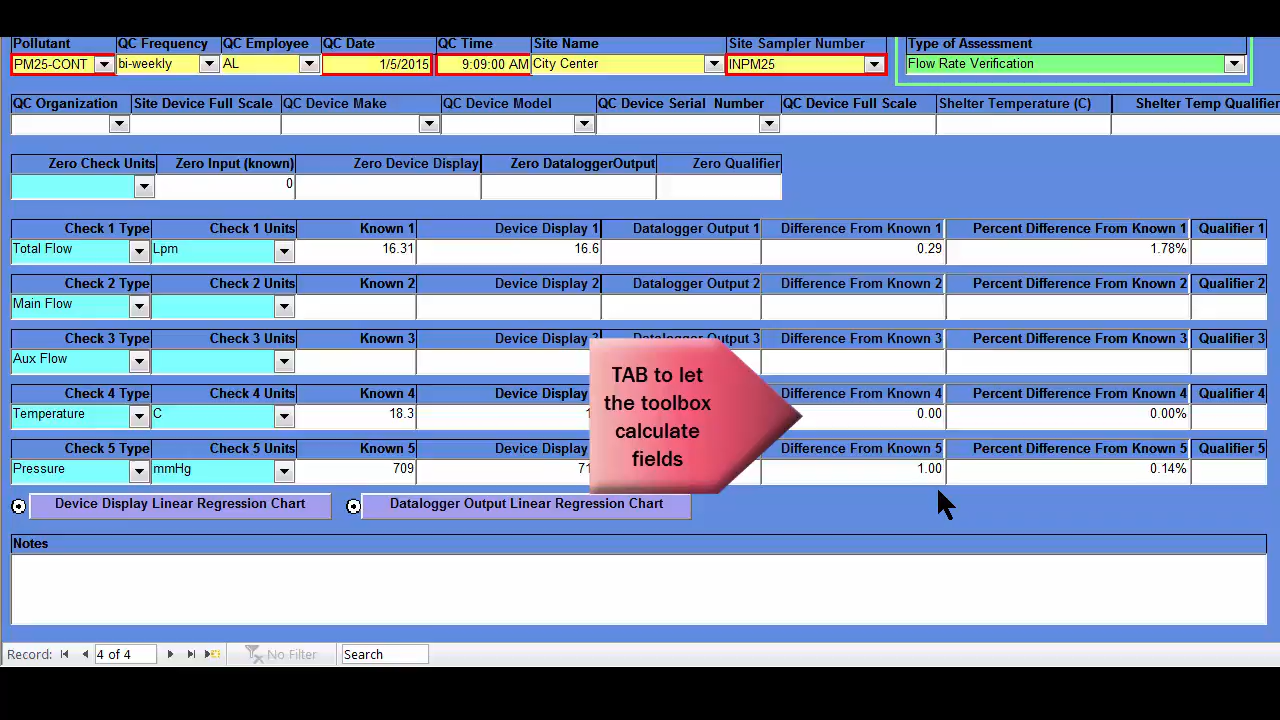 Pollutant QC Frequency QC Employee QC Date QC Time Site Name Site Sampler Number Type of Assessment
PM25-CONT bi-weekly AL 1/5/2015 9:09:00 AM City Center INPM25 Flow Rate Verification
QC Organization Site Device Full Scale QC Device Make QC Device Model QC Device Serial Number QC Device Full Scale Shelter Temperature (C) Shelter Temp Qualifier
Zero Check Units Zero Input (known) Zero Device Display Zero DataloggerOutput Zero Qualifier
0
Check 1 Type Check 1 Units Known 1 Device Display 1 Datalogger Output 1 Difference From Known 1 Percent Difference From Known 1 Qualifier 1
Total Flow Lpm 16.31 16.6 0.29 1.78%
Check 2 Type Check 2 Units Known 2 Device Display 2 Datalogger Output 2 Difference From Known 2 Percent Difference From Known 2 Qualifier 2
Main Flow
Check 3 Type Check 3 Units Known 3 Device Display Datalogger Output 3 Difference From Known 3 Percent Difference From Known 3 Qualifier 3
Aux Flow
Check 4 Type Check 4 Units Known 4 Device Display Difference From Known 4 Percent Difference From Known 4 Qualifier 4
Temperature C 18.3 0.00 0.00%
Check 5 Type Check 5 Units Known 5 Device Display Difference From Known 5 Percent Difference From Known 5 Qualifier 5
Pressure mmHg 709 1.00 0.14%
TAB to let
the toolbox
calculate
fields
Device Display Linear Regression Chart Datalogger Output Linear Regression Chart
Notes
Record: 4 of 4 No Filter Search